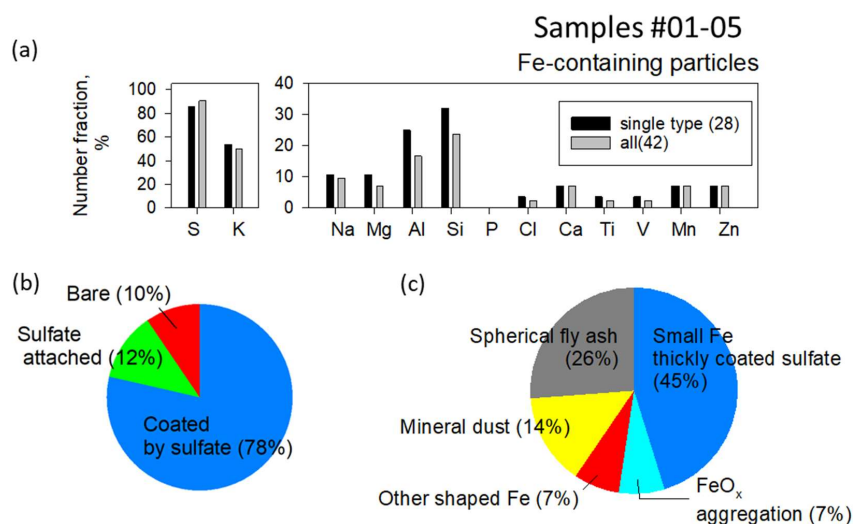 Samples #01-05
(a)
Fe-containing particles
Number fraction,
%
100
80
60
40
20
0
S K
40
30
20
10
0
single type (28)
all(42)
Na Mg Al Si P Cl Ca Ti V Mn Zn
(b)
Bare (10%)
Sulfate
attached (12%)
Coated
by sulfate (78%)
(c)
Spherical fly ash
(26%)
Small Fe
thickly coated sulfate
(45%)
Mineral dust (14%)
Other shaped Fe (7%)
FeOx
aggregation (7%)